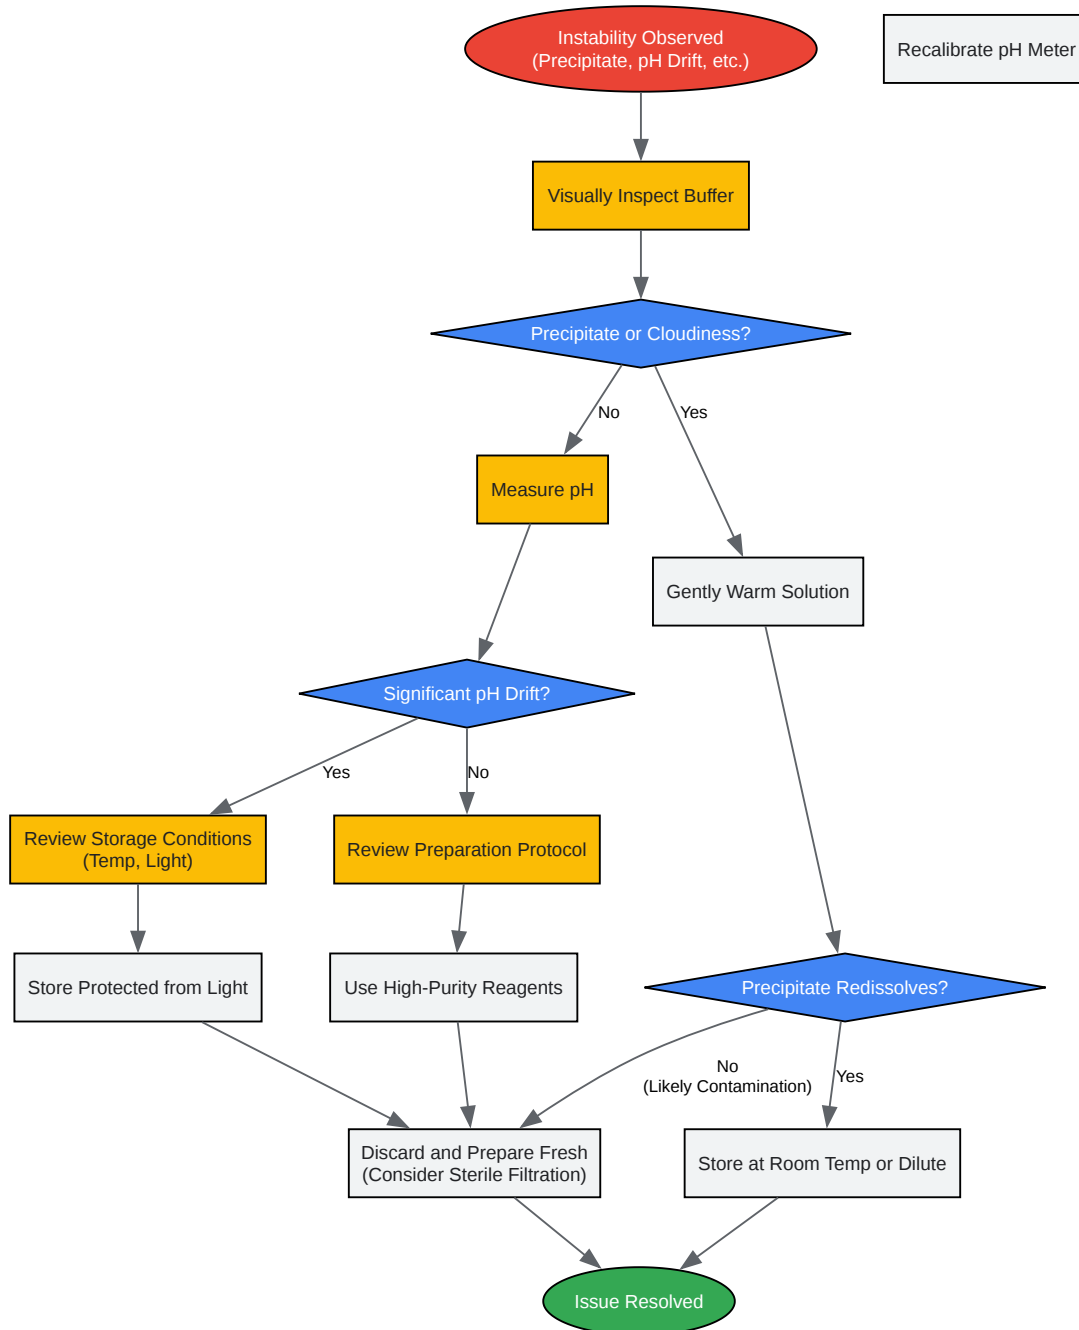 Instability Observed
(Precipitate, pH Drift, etc.)
Recalibrate pH Meter
Visually Inspect Buffer
Precipitate or Cloudiness?
No
Yes
Measure pH
Gently Warm Solution
Significant pH Drift?
Yes
No
Review Storage Conditions
(Temp, Light)
Review Preparation Protocol
Store Protected from Light
Use High-Purity Reagents
Precipitate Redissolves?
No
(Likely Contamination)
Yes
Discard and Prepare Fresh
(Consider Sterile Filtration)
Store at Room Temp or Dilute
Issue Resolved